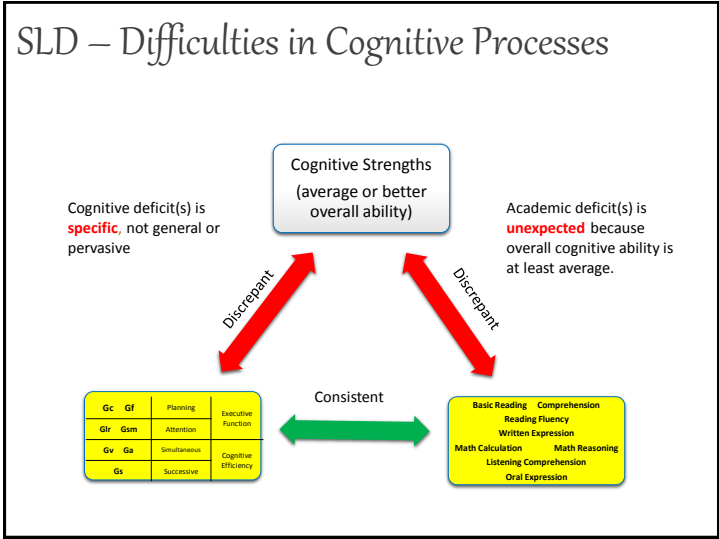 SLD – Difficulties in Cognitive Processes
Cognitive Strengths
(average or better
overall ability)
Cognitive deficit(s) is
specific, not general or
pervasive
Academic deficit(s) is
unexpected because
overall cognitive ability is
at least average.
Discrepant
Discrepant
Consistent
Gc Gf Planning Executive Function
Glr Gsm Attention
Gv Ga Simultaneous Cognitive Efficiency
Gs Successive
Basic Reading Comprehension
Reading Fluency
Written Expression
Math Calculation Math Reasoning
Listening Comprehension
Oral Expression